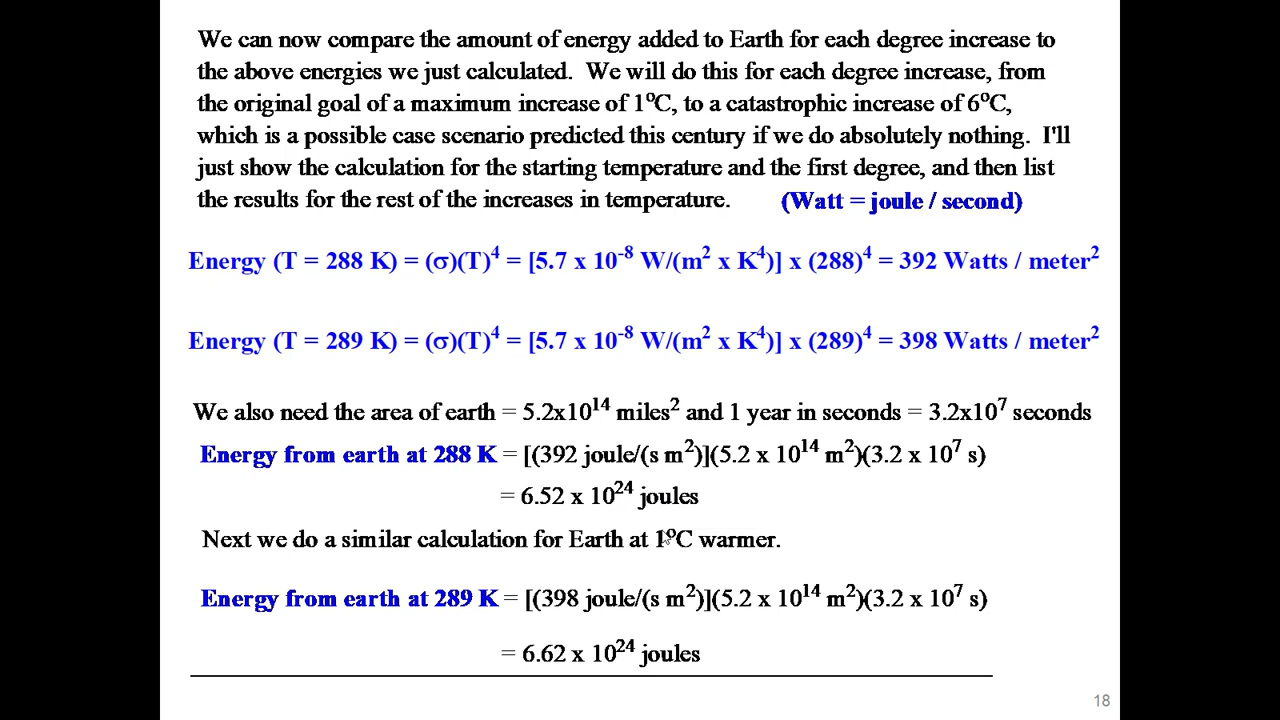 We can now compare the amount of energy added to Earth for each degree increase to
the above energies we just calculated. We will do this for each degree increase, from
the original goal of a maximum increase of 1°C, to a catastrophic increase of 6°C,
which is a possible case scenario predicted this century if we do absolutely nothing. I'll
just show the calculation for the starting temperature and the first degree, and then list
the results for the rest of the increases in temperature. (Watt = joule / second)
Energy (T = 288 K) = (σ)(T)⁴ = [5.7 x 10⁻⁸ W/(m² x K⁴)] x (288)⁴ = 392 Watts / meter²
Energy (T = 289 K) = (σ)(T)⁴ = [5.7 x 10⁻⁸ W/(m² x K⁴)] x (289)⁴ = 398 Watts / meter²
We also need the area of earth = 5.2x10¹⁴ miles² and 1 year in seconds = 3.2x10⁷ seconds
Energy from earth at 288 K = [(392 joule/(s m²)](5.2 x 10¹⁴ m²)(3.2 x 10⁷ s)
= 6.52 x 10²⁴ joules
Next we do a similar calculation for Earth at 1°C warmer.
Energy from earth at 289 K = [(398 joule/(s m²)](5.2 x 10¹⁴ m²)(3.2 x 10⁷ s)
= 6.62 x 10²⁴ joules
18